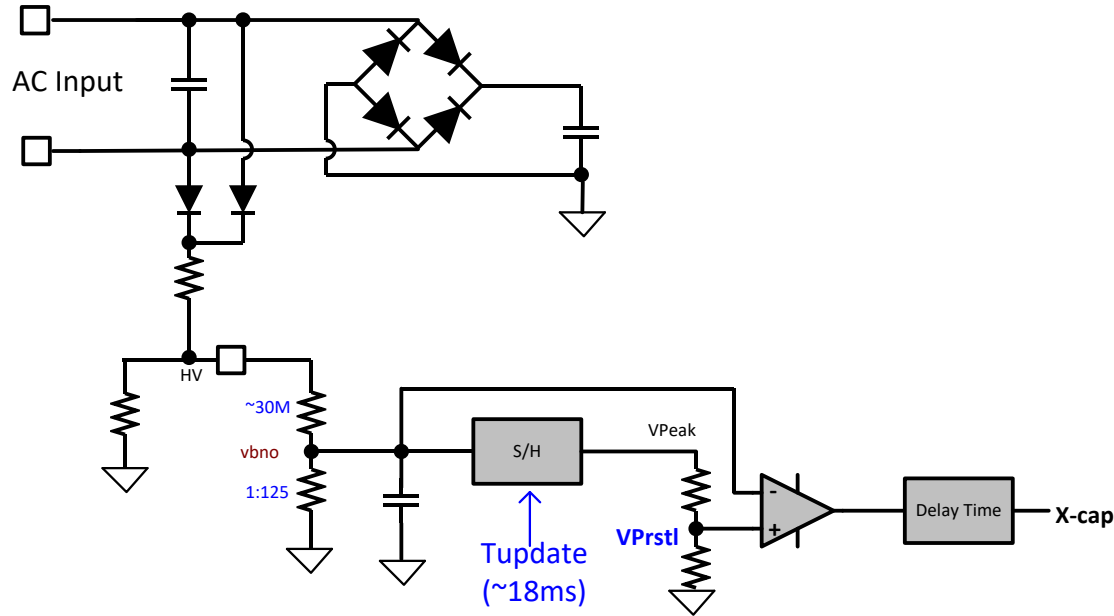 AC Input
HV
~30M
vbno
1:125
S/H
VPeak
Tupdate
(~18ms)
VPrstl
-
+
Delay Time
X-cap